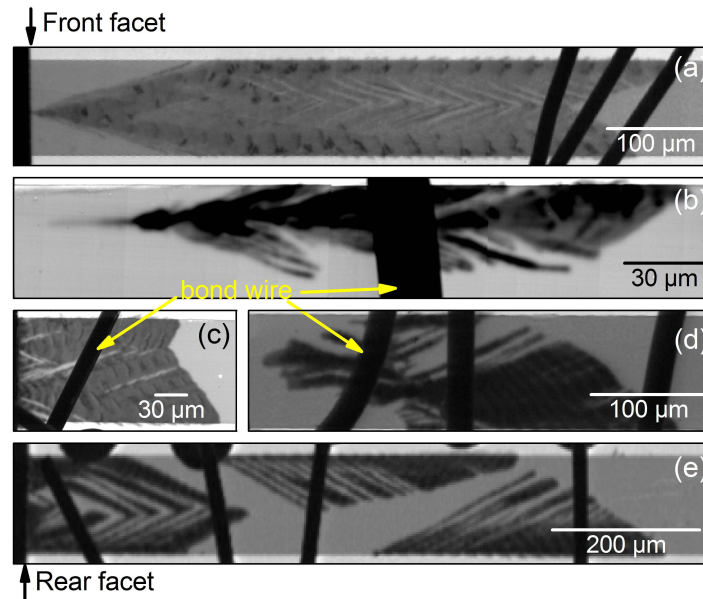 Front facet
(a)
100 µm
(b)
30 µm
bond wire
(c)
30 µm
(d)
100 µm
(e)
200 µm
Rear facet